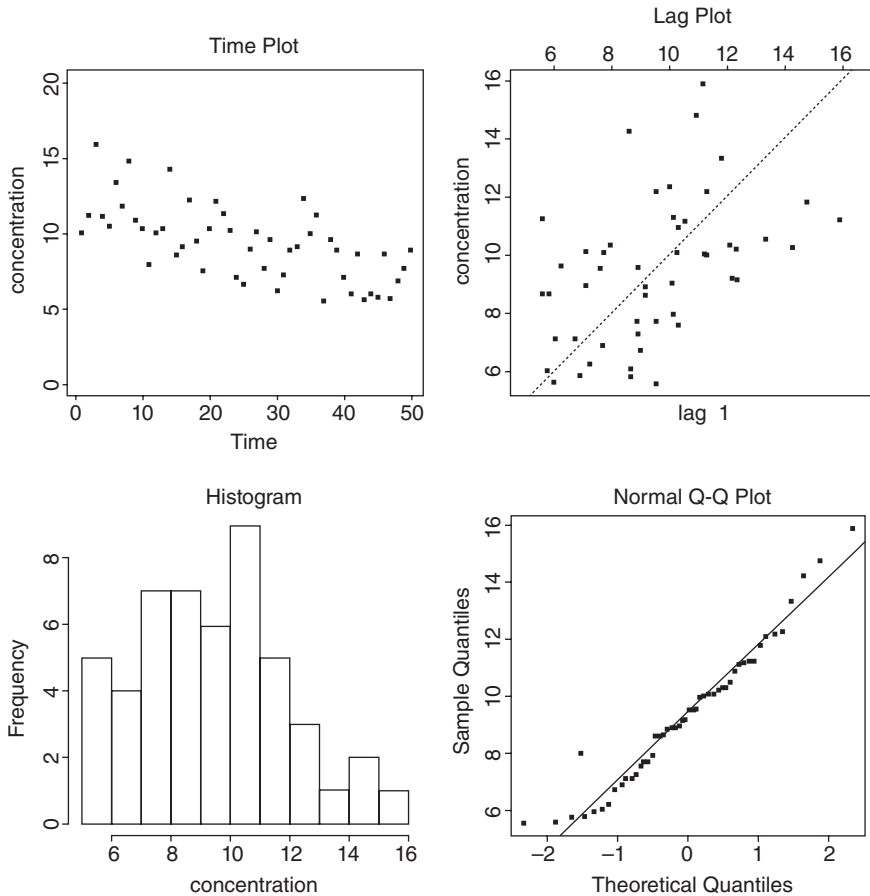 Time Plot
20
15
10
5
0
concentration
0 10 20 30 40 50
Time
Lag Plot
6 8 10 12 14 16
16
14
12
10
8
6
concentration
lag 1
Histogram
8
6
4
2
0
Frequency
6 8 10 12 14 16
concentration
Normal Q-Q Plot
16
14
12
10
8
6
Sample Quantiles
−2 −1 0 1 2
Theoretical Quantiles